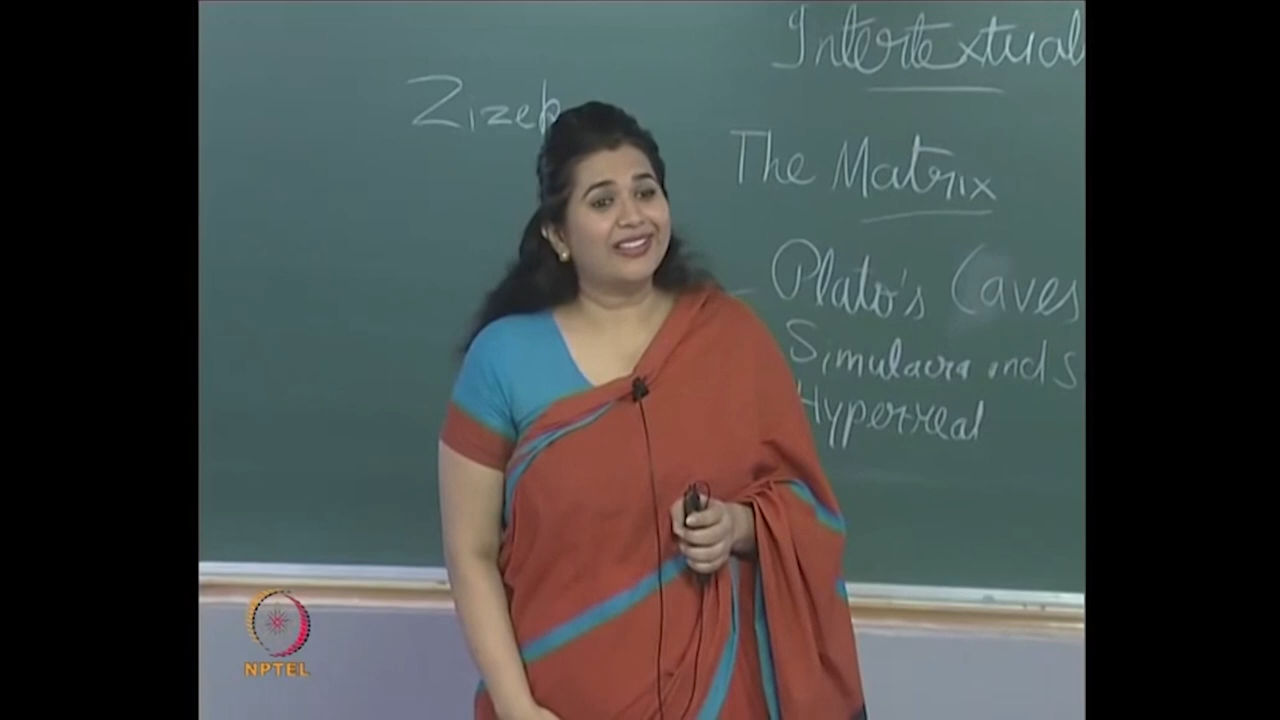 Intertextual
Zizek
The Matrix
Plato's Caves
Simulacra and S
Hyperreal
NPTEL